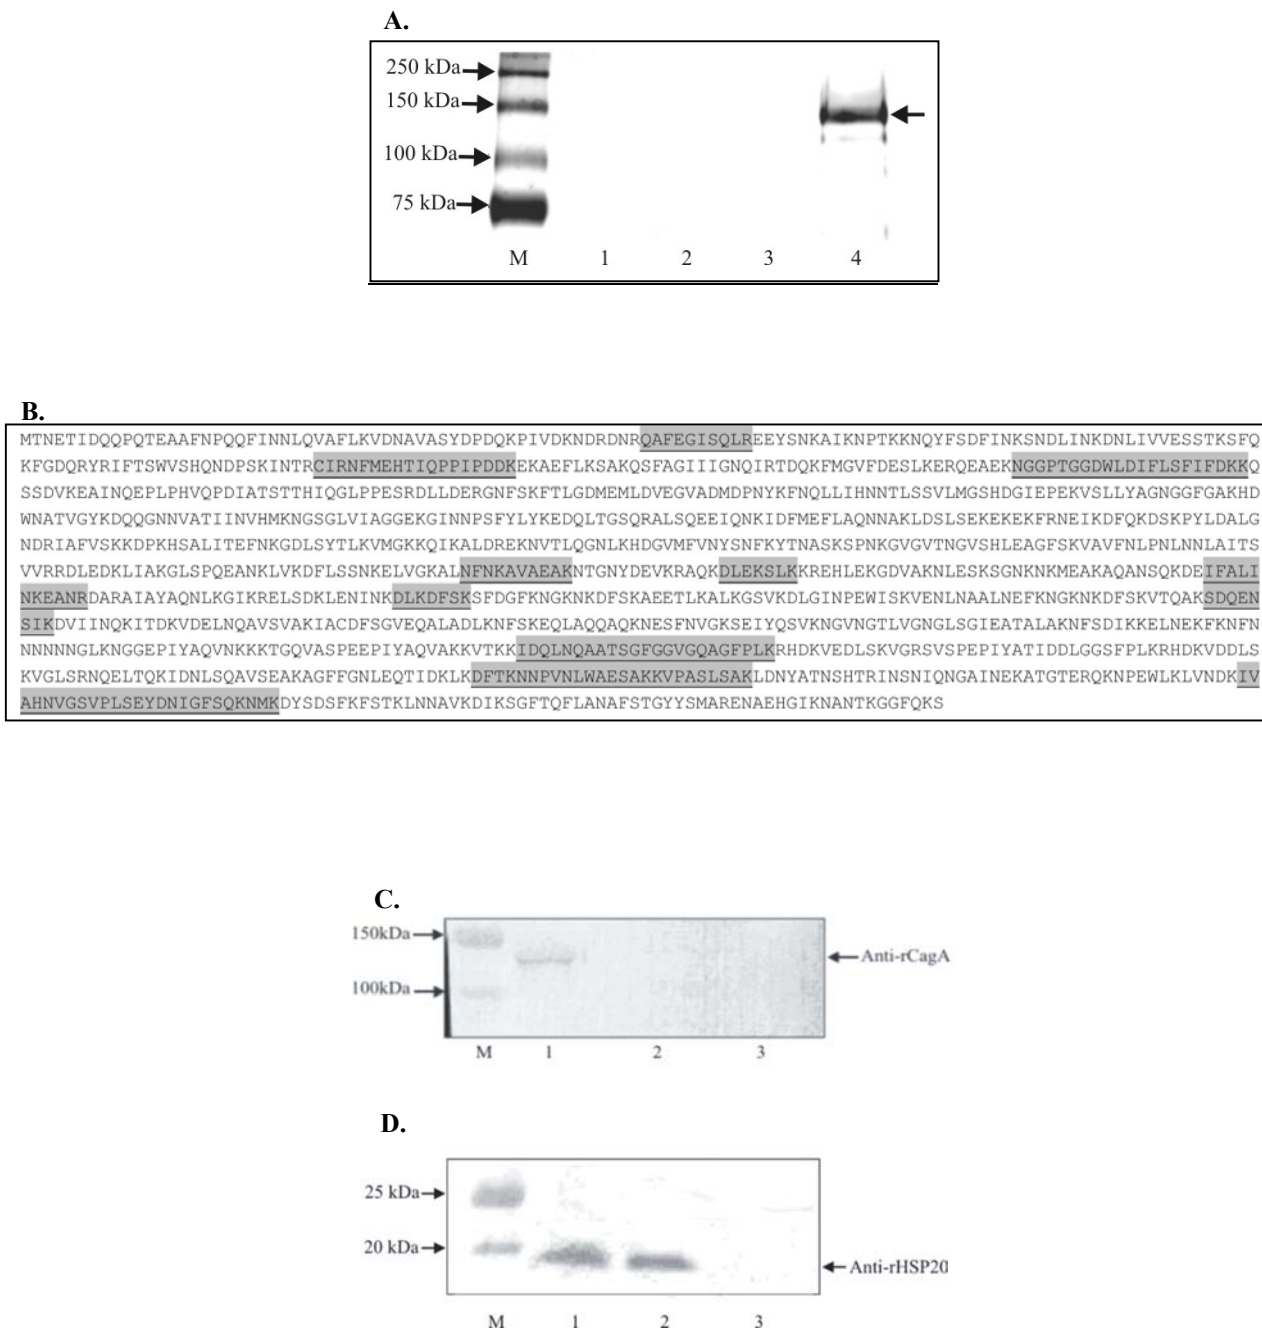 A.
250 kDa
150 kDa
100 kDa
75 kDa
M 1 2 3 4
B.
MTNETIDQQPQTEAAFNPQQFINNLQVAFLKVDNAVASYDPDQKPIVDKNDRDNRQAFEGISQLREEYSNKAIKNPTKKNQYFSDFINKSNDLINKDNLIVVESSTKSFQ
KFGDQRYRIFTSWVSHQNDPSKINTRCIRNFMEHTIQPPIPDDKEKAEFLKSAKQSFAGIIIGNQIRTDQKFMGVFDESLKERQEAEKNGGPTGGDWLDIFLSFIFDKKQ
SSDVKEAINQEPLPHVQPDIATSTTHIQGLPPESRDLLDERGNFSKFTLGDMEMLDVEGVADMDPNYKFNQLLIHNNTLSSVLMGSHDGIEPEKVSLLYAGNGGFGAKHD
WNATVGYKDQQGNNVATIINVHMKNGSGLVIAGGEKGINNPSFYLYKEDQLTGSQRALSQEEIQNKIDFMEFLAQNNAKLDSLSEKEKEKFRNEIKDFQKDSKPYLDALG
NDRIAFVSKKDPKHSALITEFNKGDLSYTLKVMGKKQIKALDREKNVTLQGNLKHDGVMFVNYSNFKYTNASKSPNKGVGVTNGVSHLEAGFSKVAVFNLPNLNNLAITS
VVRRDLEDKLIAKGLSPQEANKLVKDFLSSNKELVGKALNFNKAVAEAKNTGNYDEVKRAQKDLEKSLKKREHLEKGDVAKNLESKSGNKNKMEAKAQANSQKDEIFALI
NKEANRDARAIAYAQNLKGIKRELSDKLENINKDLKDFSKSFDGFKNGKNKDFSKAEETLKALKGSVKDLGINPEWISKVENLNAALNEFKNGKNKDFSKVTQAKSDQEN
SIKDVIINQKITDKVDELNQAVSVAKIACDFSGVEQALADLKNFSKEQLAQQAQKNESFNVGKSEIYQSVKNGVNGTLVGNGLSGIEATALAKNFSDIKKELNEKFKNFN
NNNNNGLKNGGEPIYAQVNKKKTGQVASPEEPIYAQVAKKVTKKIDQLNQAATSGFGGVGQAGFPLKRHDKVEDLSKVGRSVSPEPIYATIDDLGGSFPLKRHDKVDDLS
KVGLSRNQELTQKIDNLSQAVSEAKAGFFGNLEQTIDKLKDFTKNNPVNLWAESAKKVPASLSAKLDNYATNSHTRINSNIQNGAINEKATGTERQKNPEWLKLVNDKIV
AHNVGSVPLSEYDNIGFSQKNMKDYSDSFKFSTKLNNAVKDIKSGFTQFLANAFSTGYYSMARENAEHGIKNANTKGGFQKS
C.
150kDa
Anti-rCagA
100kDa
M 1 2 3
D.
25 kDa
20 kDa
Anti-rHSP20
M 1 2 3